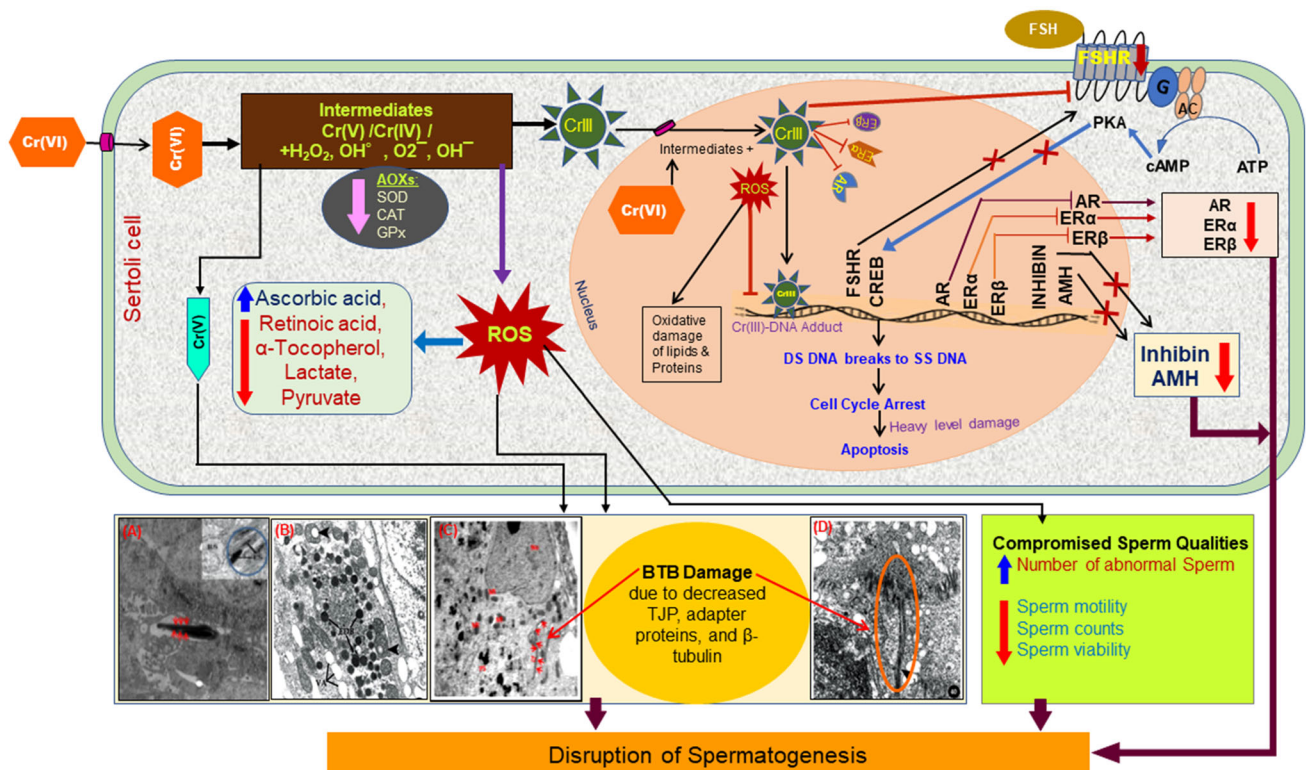 FSH
FSHR
G
AC
PKA
cAMP
ATP
Sertoli cell
Cr(VI)
Cr(VI)
Intermediates
Cr(V) /Cr(IV) /
+H₂O₂, OH° , O2⁻, OH⁻
AOXs:
SOD
CAT
GPx
CrIII
Intermediates +
Cr(VI)
CrIII
ERβ
ERα
AR
ROS
Nucleus
Oxidative
damage
of lipids &
Proteins
CrIII
Cr(III)-DNA Adduct
FSHR
CREB
AR
ERα
ERβ
INHIBIN
AMH
AR
ERα
ERβ
AR
ERα
ERβ
DS DNA breaks to SS DNA
Cell Cycle Arrest
Heavy level damage
Apoptosis
Inhibin
AMH
Cr(V)
Ascorbic acid,
Retinoic acid,
α-Tocopherol,
Lactate,
Pyruvate
ROS
(A)
(B)
m
VA
(C)
(D)
BTB Damage
due to decreased
TJP, adapter
proteins, and β-
tubulin
Compromised Sperm Qualities
Number of abnormal Sperm
Sperm motility
Sperm counts
Sperm viability
Disruption of Spermatogenesis